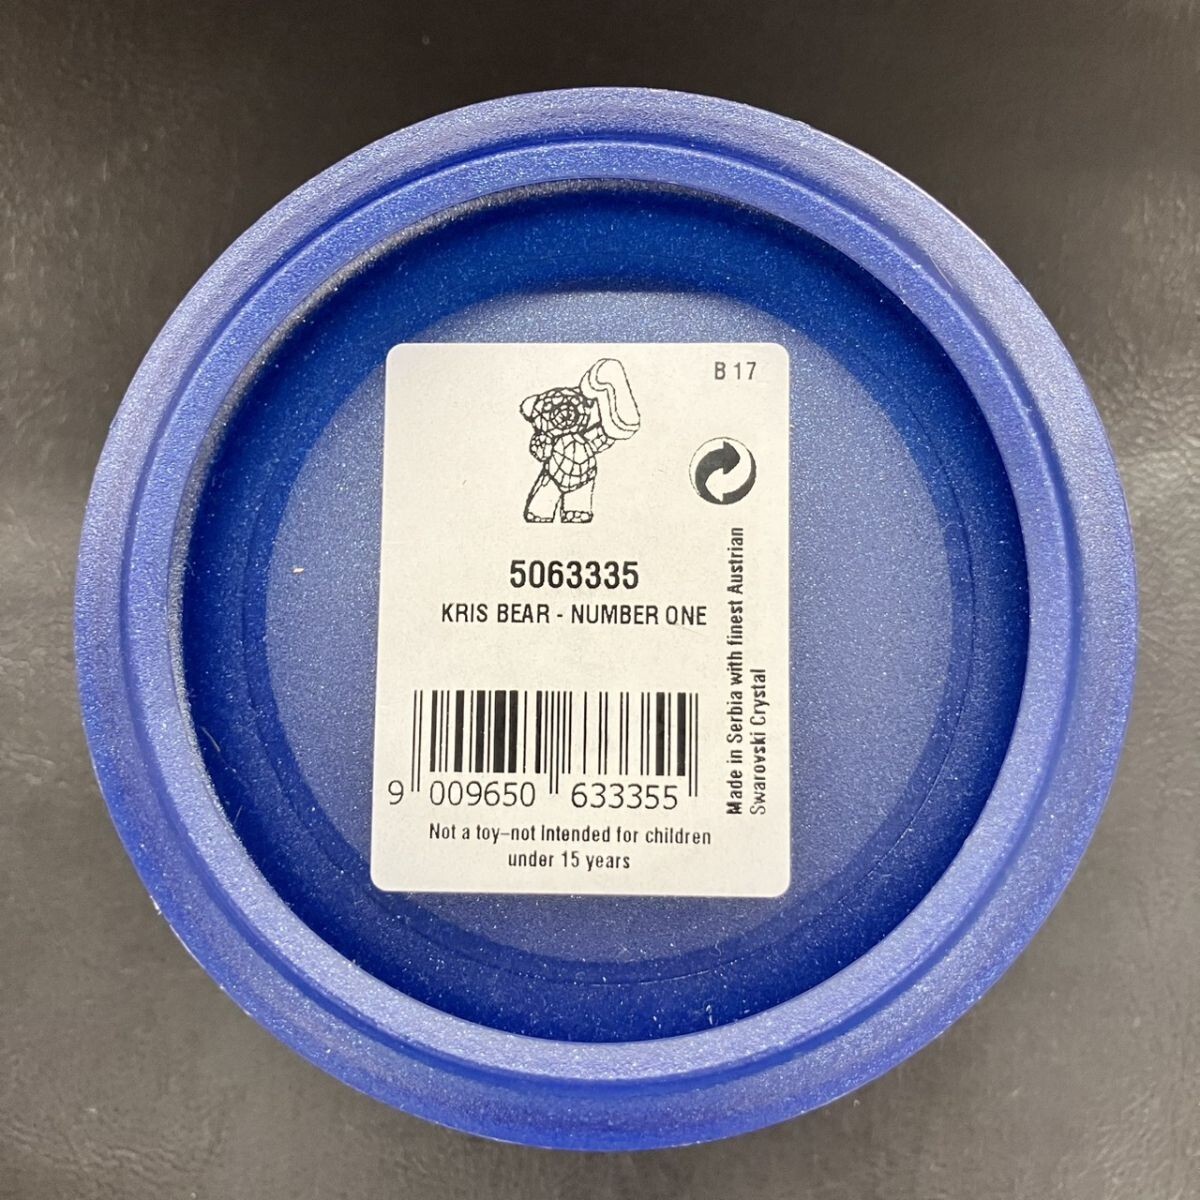 B 17
5063335
KRIS BEAR - NUMBER ONE
9 009650 633355
Not a toy–not intended for children
under 15 years
Made in Serbia with finest Austrian
Swarovski Crystal